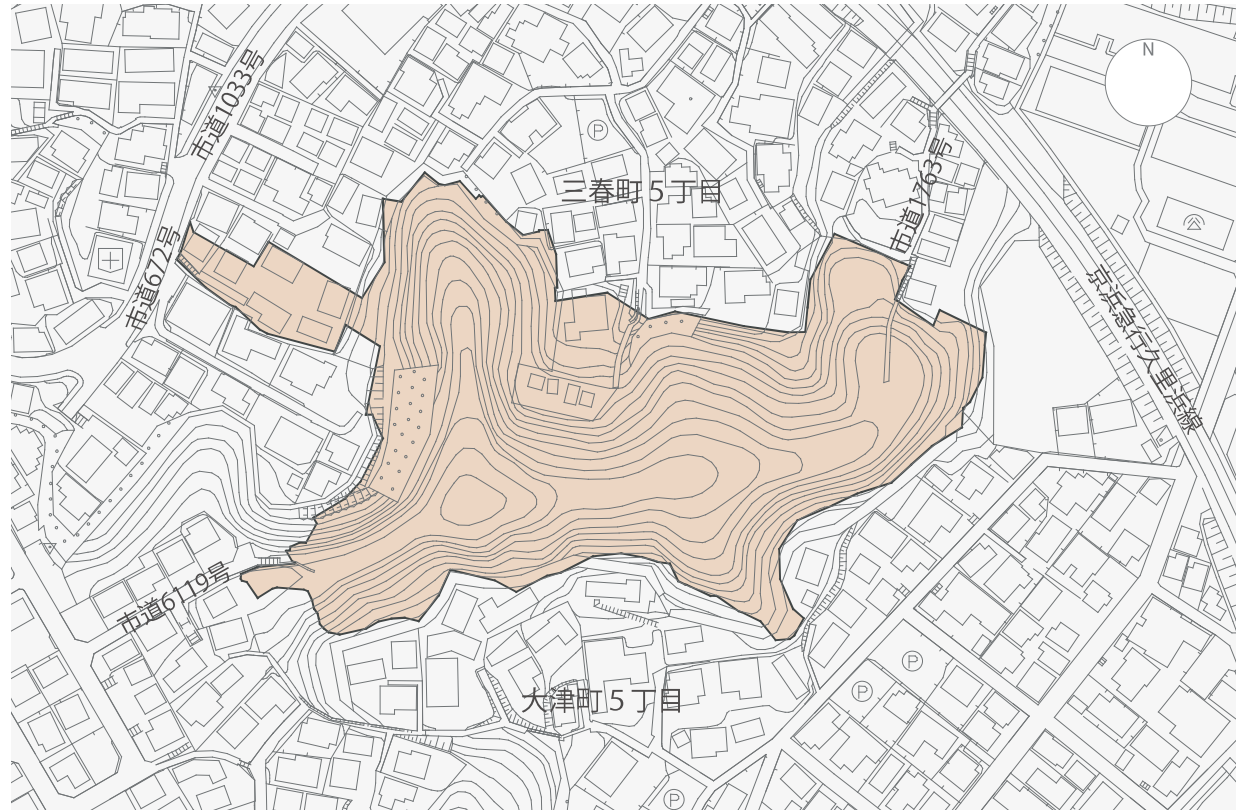 N
市道1033号
P
三春町5丁目
市道1763号
市道672号
京浜急行久里浜線
市道6119号
P
P
大津町5丁目
P